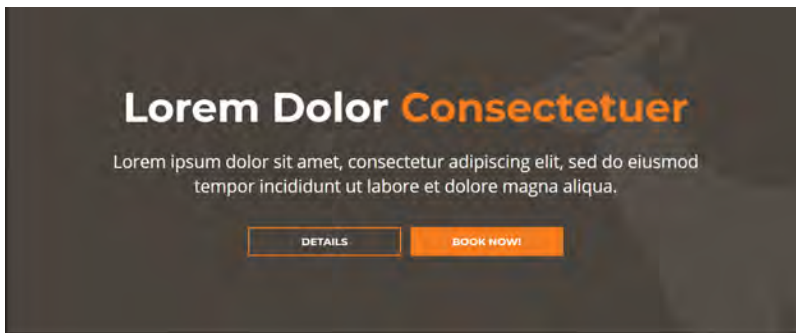 Lorem Dolor Consectetuer
Lorem ipsum dolor sit amet, consectetur adipiscing elit, sed do eiusmod
tempor incididunt ut labore et dolore magna aliqua.
DETAILS
BOOK NOW!